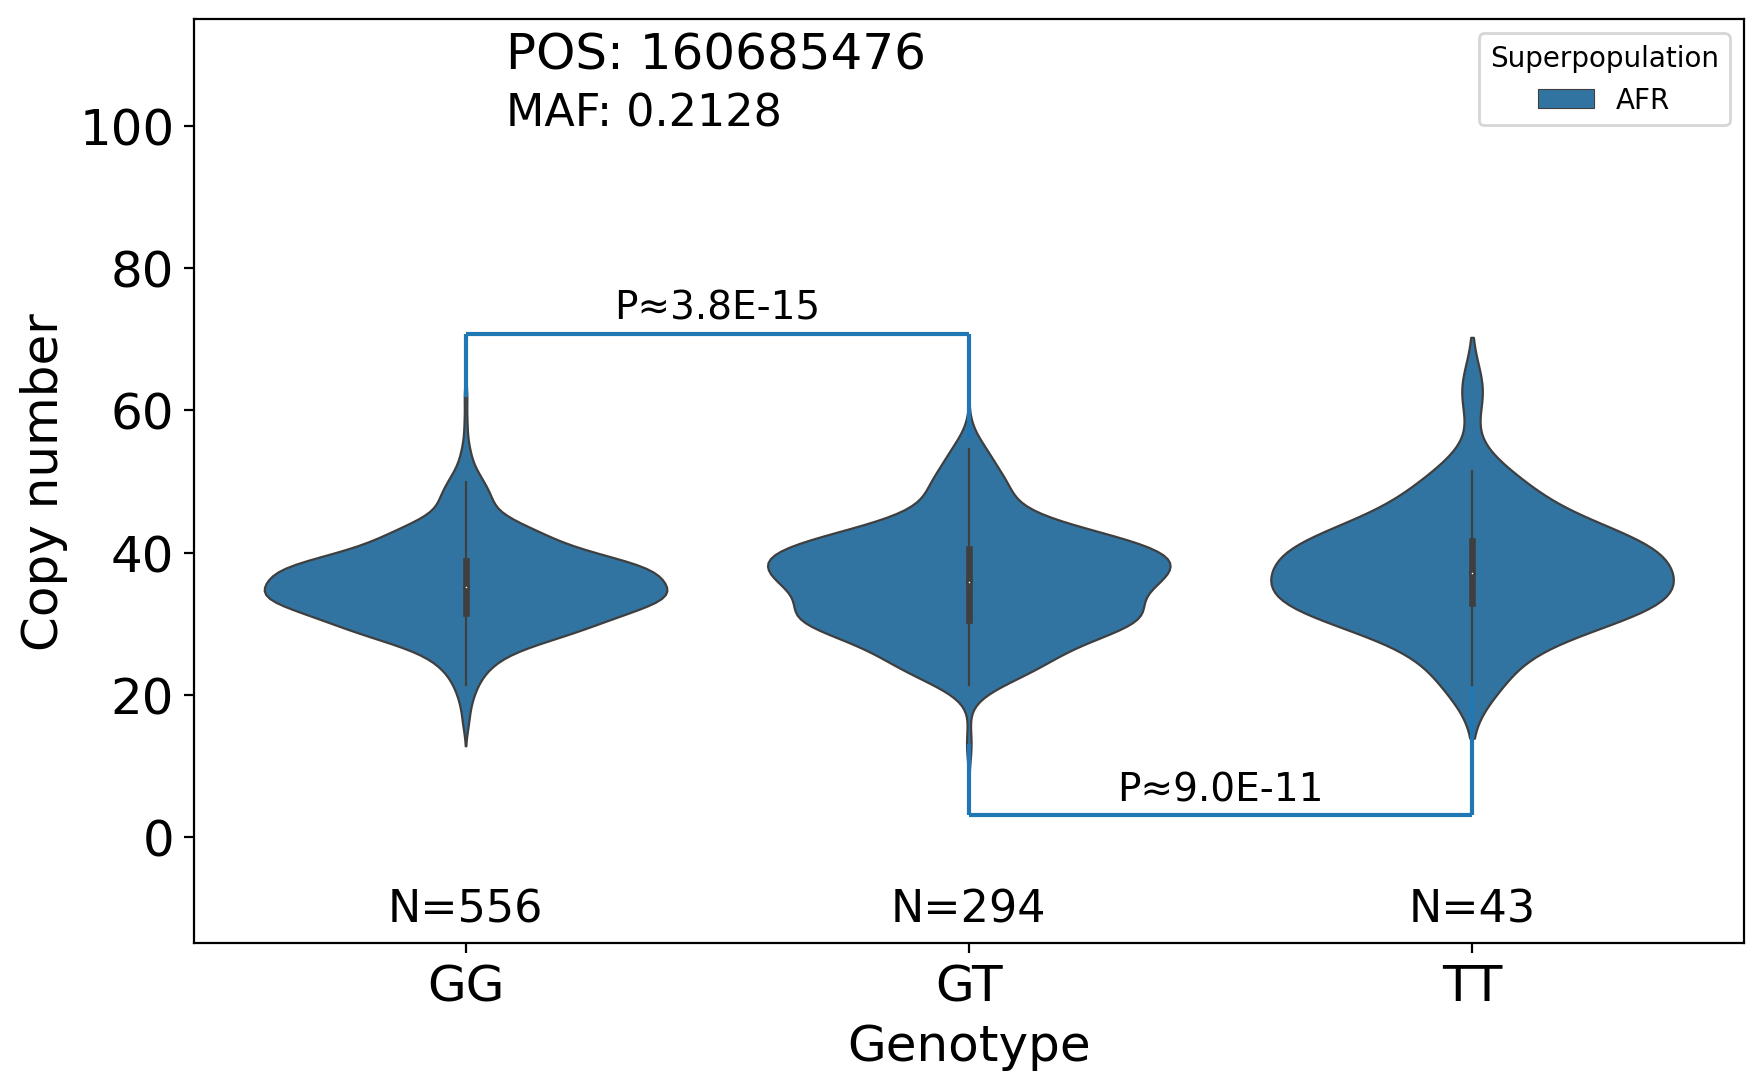 POS: 160685476
MAF: 0.2128
Superpopulation
AFR
100
80
60
40
20
0
Copy number
P≈3.8E-15
P≈9.0E-11
N=556
N=294
N=43
GG
GT
TT
Genotype